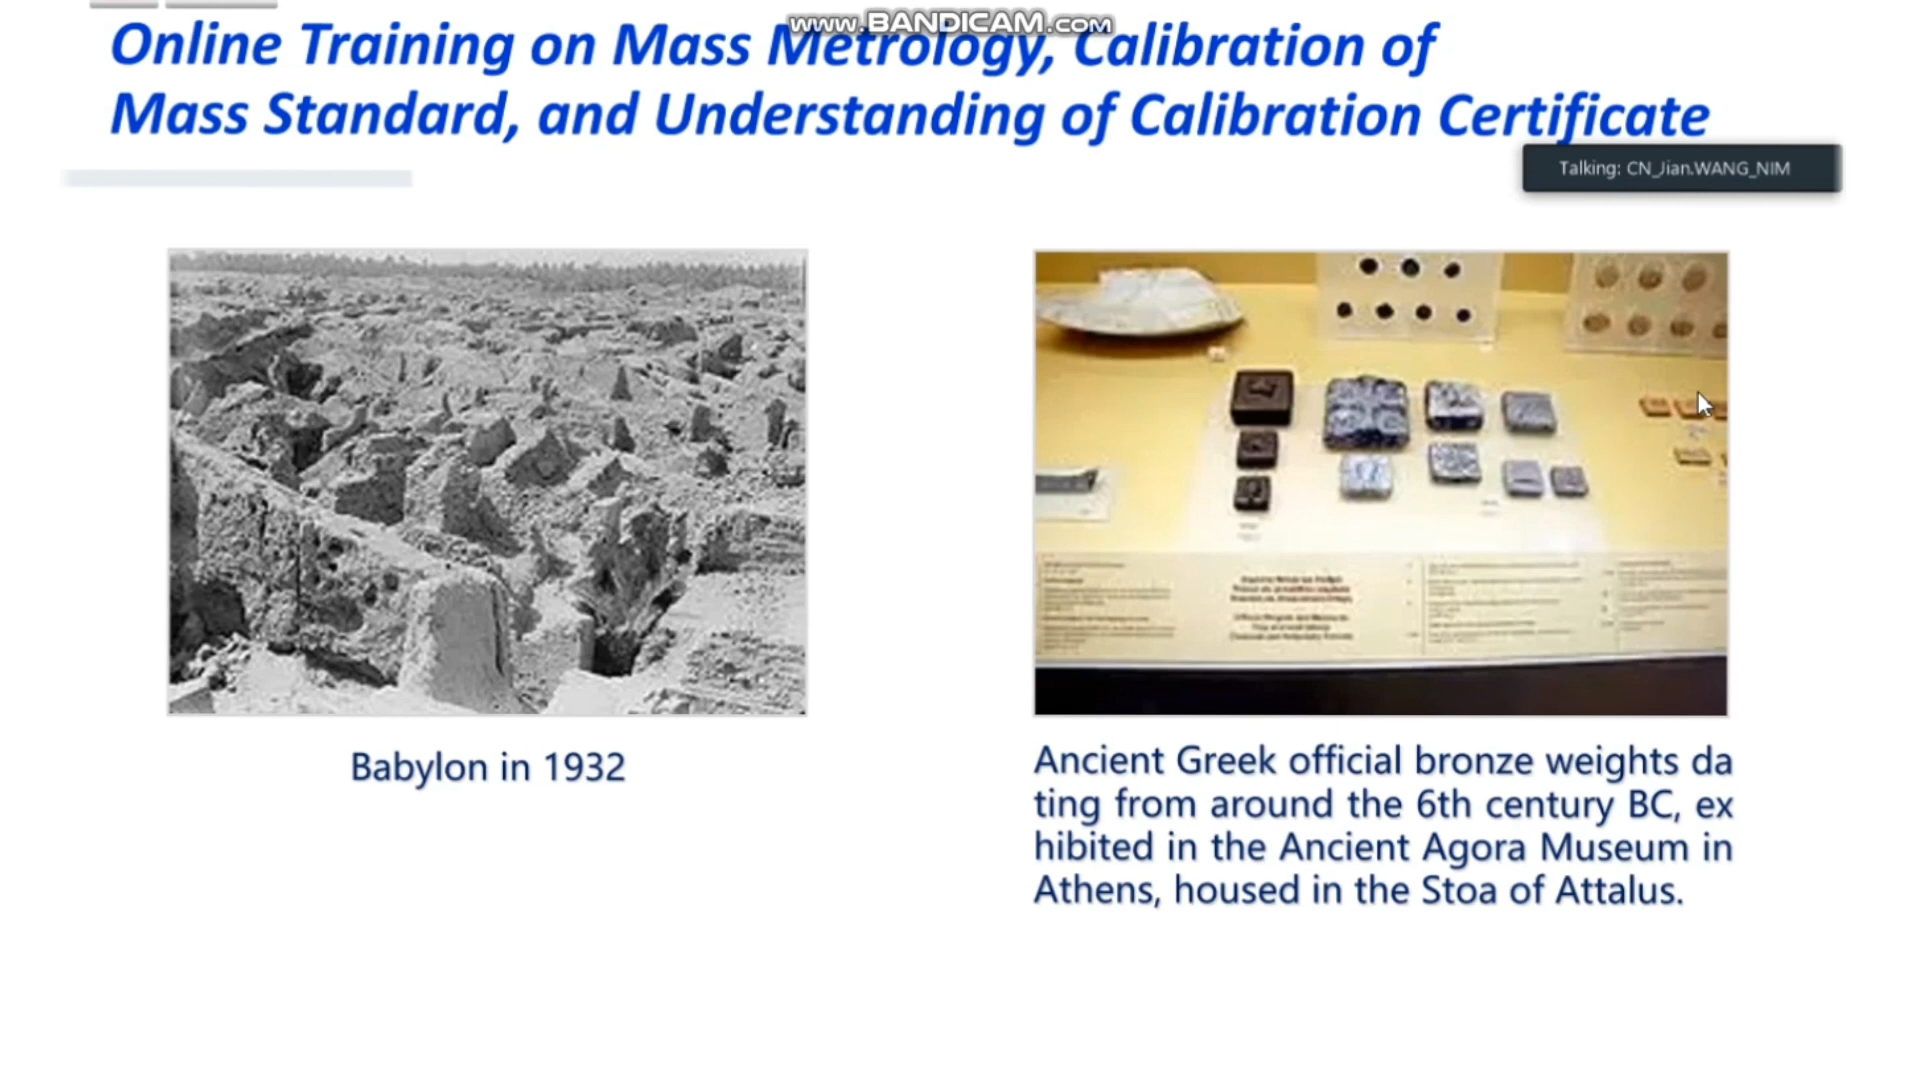 www.BANDICAM.com
Online Training on Mass Metrology, Calibration of
Mass Standard, and Understanding of Calibration Certificate
Talking: CN_Jian.WANG_NIM
Babylon in 1932
Ancient Greek official bronze weights da
ting from around the 6th century BC, ex
hibited in the Ancient Agora Museum in
Athens, housed in the Stoa of Attalus.